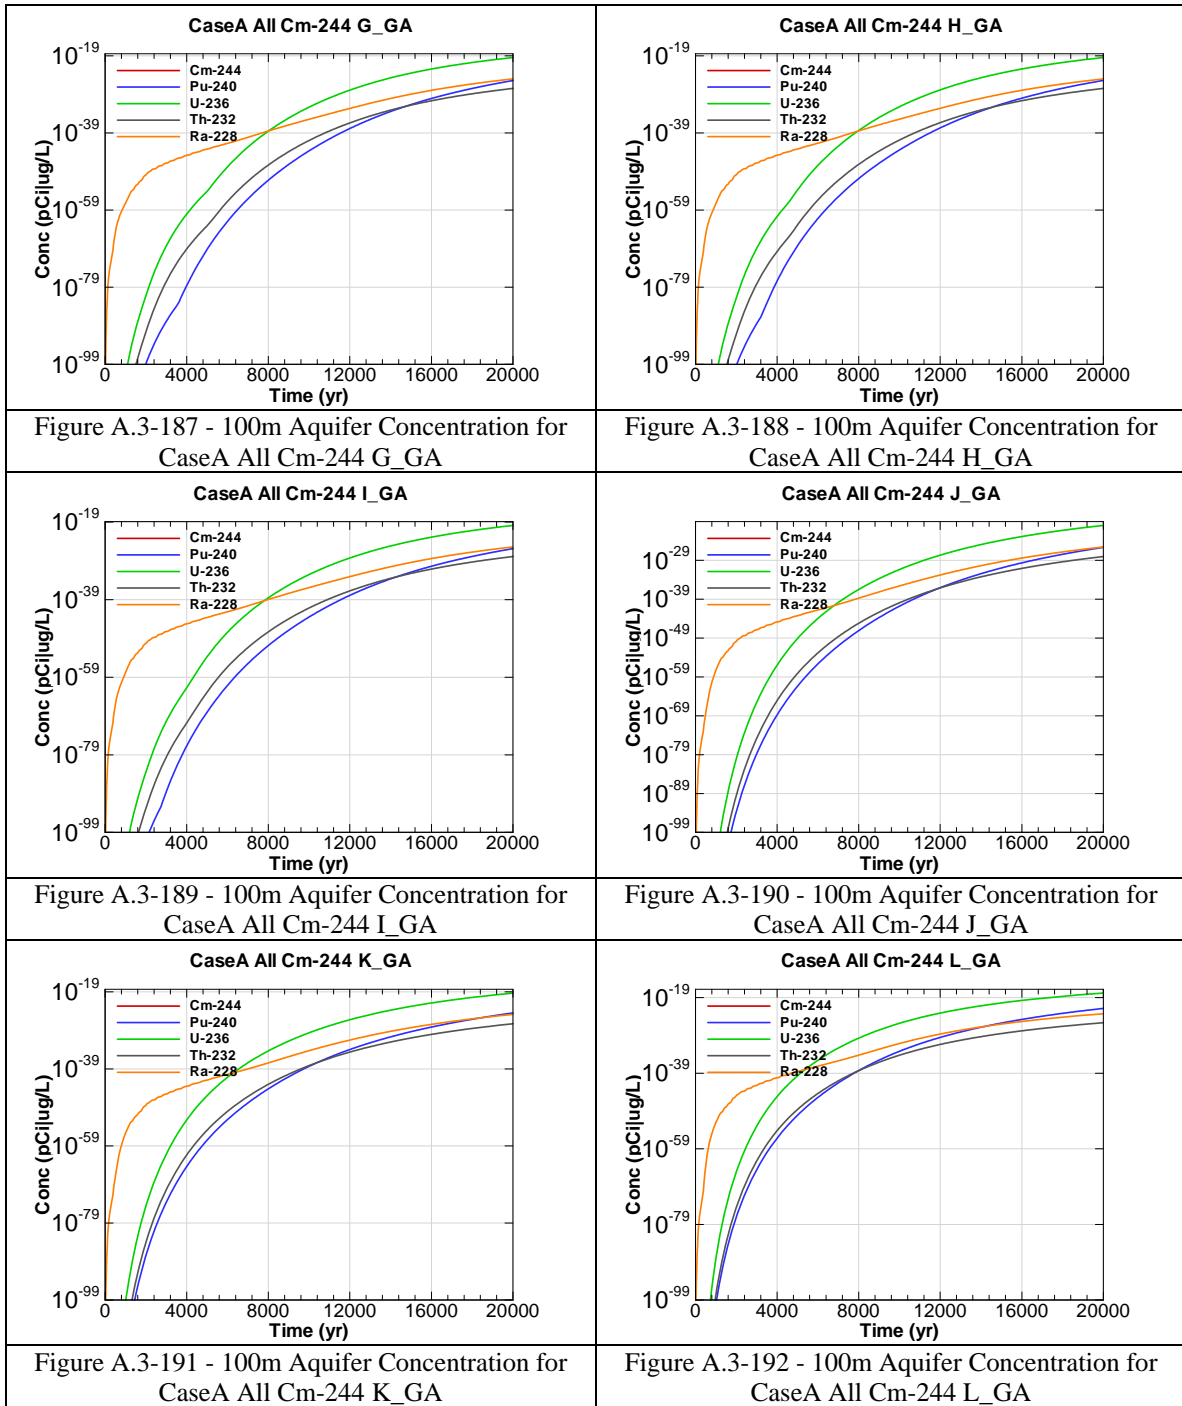 CaseA All Cm-244 G_GA
10-19
10-39
10-59
10-79
10-99
Conc (pCi|ug/L)
Cm-244
Pu-240
U-236
Th-232
Ra-228
0 4000 8000 12000 16000 20000
Time (yr)
Figure A.3-187 - 100m Aquifer Concentration for
CaseA All Cm-244 G_GA
CaseA All Cm-244 H_GA
10-19
10-39
10-59
10-79
10-99
Conc (pCi|ug/L)
Cm-244
Pu-240
U-236
Th-232
Ra-228
0 4000 8000 12000 16000 20000
Time (yr)
Figure A.3-188 - 100m Aquifer Concentration for
CaseA All Cm-244 H_GA
CaseA All Cm-244 I_GA
10-19
10-39
10-59
10-79
10-99
Conc (pCi|ug/L)
Cm-244
Pu-240
U-236
Th-232
Ra-228
0 4000 8000 12000 16000 20000
Time (yr)
Figure A.3-189 - 100m Aquifer Concentration for
CaseA All Cm-244 I_GA
CaseA All Cm-244 J_GA
10-29
10-39
10-49
10-59
10-69
10-79
10-89
10-99
Conc (pCi|ug/L)
Cm-244
Pu-240
U-236
Th-232
Ra-228
0 4000 8000 12000 16000 20000
Time (yr)
Figure A.3-190 - 100m Aquifer Concentration for
CaseA All Cm-244 J_GA
CaseA All Cm-244 K_GA
10-19
10-39
10-59
10-79
10-99
Conc (pCi|ug/L)
Cm-244
Pu-240
U-236
Th-232
Ra-228
0 4000 8000 12000 16000 20000
Time (yr)
Figure A.3-191 - 100m Aquifer Concentration for
CaseA All Cm-244 K_GA
CaseA All Cm-244 L_GA
10-19
10-39
10-59
10-79
10-99
Conc (pCi|ug/L)
Cm-244
Pu-240
U-236
Th-232
Ra-228
0 4000 8000 12000 16000 20000
Time (yr)
Figure A.3-192 - 100m Aquifer Concentration for
CaseA All Cm-244 L_GA